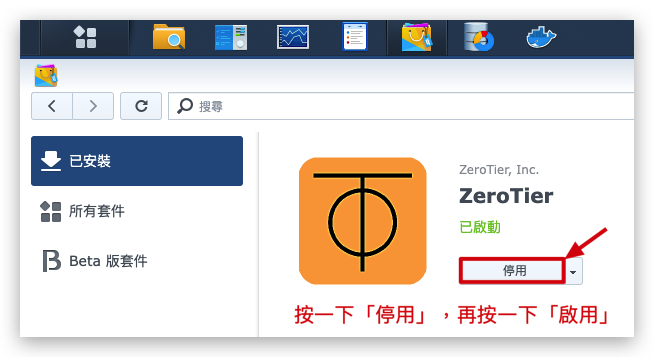 搜尋
已安裝
所有套件
Beta 版套件
ZeroTier, Inc.
ZeroTier
已啟動
停用
按一下「停用」，再按一下「啟用」